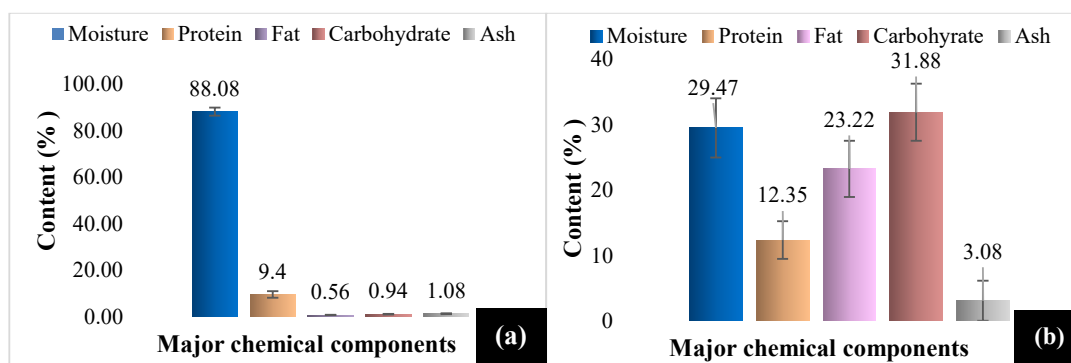 Moisture Protein Fat Carbohydrate Ash
Content (% )
100.00
80.00
60.00
40.00
20.00
0.00
88.08
9.4
0.56
0.94
1.08
Major chemical components
(a)
Moisture Protein Fat Carbohyrate Ash
Content (% )
40
30
20
10
0
29.47
12.35
23.22
31.88
3.08
Major chemical components
(b)